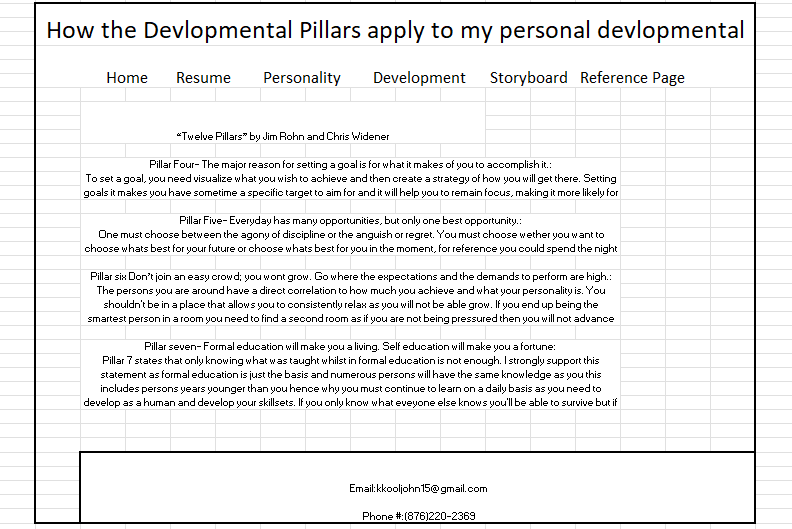 How the Devlopmental Pillars apply to my personal devlopmental
Home Resume Personality Development Storyboard Reference Page
“Twelve Pillars” by Jim Rohn and Chris Widener
Pillar Four- The major reason for setting a goal is for what it makes of you to accomplish it.:
To set a goal, you need visualize what you wish to achieve and then create a strategy of how you will get there. Setting
goals it makes you have sometime a specific target to aim for and it will help you to remain focus, making it more likely for
Pillar Five- Everyday has many opportunities, but only one best opportunity.:
One must choose between the agony of discipline or the anguish or regret. You must choose wether you want to
choose whats best for your future or choose whats best for you in the moment, for reference you could spend the night
Pillar six Don't join an easy crowd; you wont grow. Go where the expectations and the demands to perform are high.:
The persons you are around have a direct correlation to how much you achieve and what your personality is. You
shouldn't be in a place that allows you to consistently relax as you will not be able grow. If you end up being the
smartest person in a room you need to find a second room as if you are not being pressured then you will not advance
Pillar seven- Formal education will make you a living. Self education will make you a fortune:
Pillar 7 states that only knowing what was taught whilst in formal education is not enough. I strongly support this
statement as formal education is just the basis and numerous persons will have the same knowledge as you this
includes persons years younger than you hence why you must continue to learn on a daily basis as you need to
develop as a human and develop your skillsets. If you only know what eveyone else knows you'll be able to survive but if
Email:kkooljohn15@gmail.com
Phone #:(876)220-2369